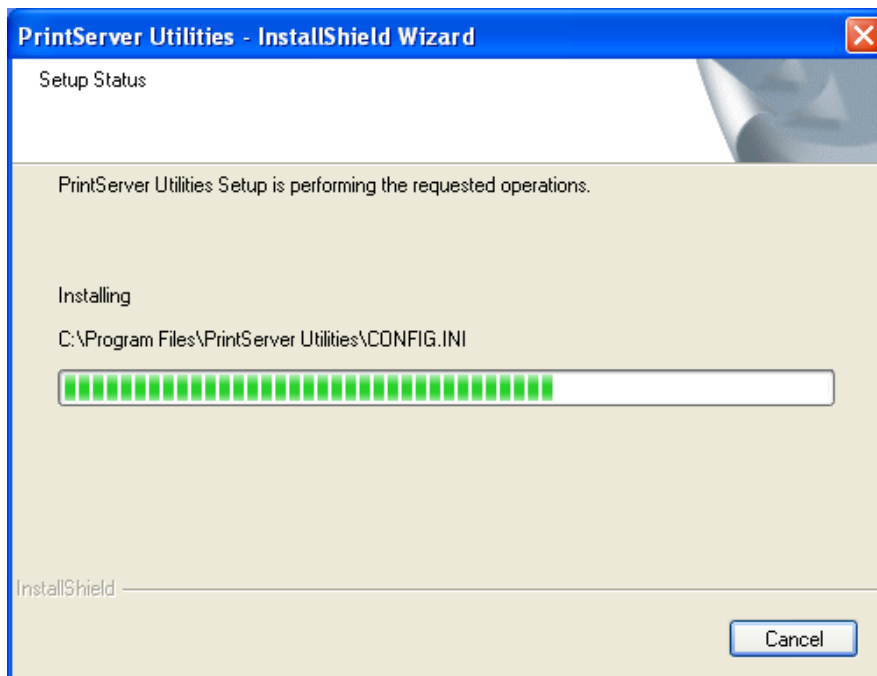 PrintServer Utilities - InstallShield Wizard
Setup Status
PrintServer Utilities Setup is performing the requested operations.
Installing
C:\Program Files\PrintServer Utilities\CONFIG.INI
InstallShield
Cancel